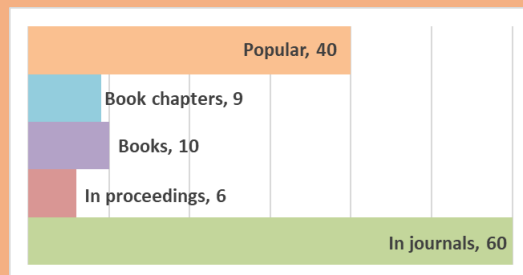 Popular, 40
Book chapters, 9
Books, 10
In proceedings, 6
In journals, 60